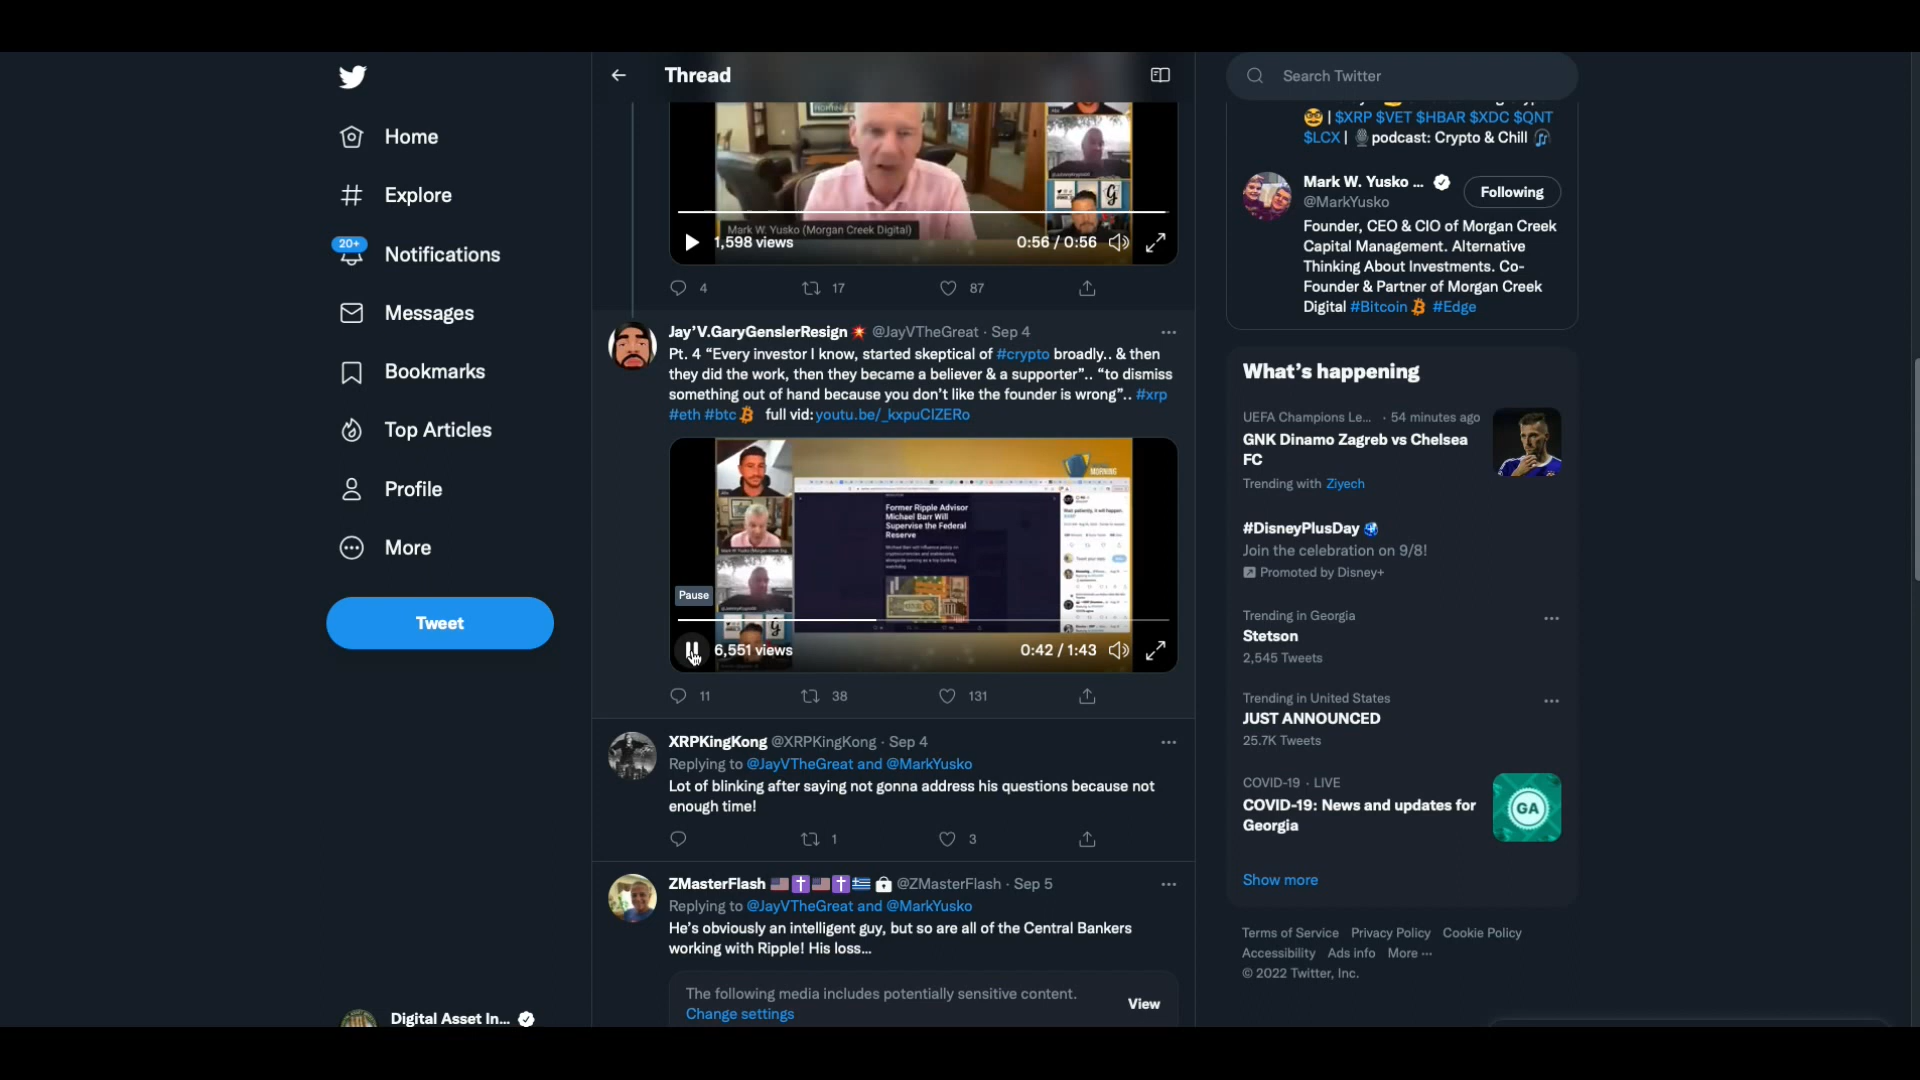 Home
Explore
20+
Notifications
Messages
Bookmarks
Top Articles
Profile
More
Tweet
Digital Asset In...
Thread
Mark W. Yusko (Morgan Creek Digital)
1,598 views
0:56 / 0:56
4
17
87
Jay'V.GaryGenslerResign @JayVTheGreat · Sep 4
Pt. 4 “Every investor I know, started skeptical of #crypto broadly.. & then
they did the work, then they became a believer & a supporter”.. “to dismiss
something out of hand because you don’t like the founder is wrong”.. #xrp
#eth #btc full vid: youtu.be/_kxpuCIZERo
MORNING
Former Ripple Advisor
Michael Barr Will
Supervise the Federal
Reserve
Pause
6,551 views
0:42 / 1:43
11
38
131
XRPKingKong @XRPKingKong · Sep 4
Replying to @JayVTheGreat and @MarkYusko
Lot of blinking after saying not gonna address his questions because not
enough time!
1
3
ZMasterFlash @ZMasterFlash · Sep 5
Replying to @JayVTheGreat and @MarkYusko
He’s obviously an intelligent guy, but so are all of the Central Bankers
working with Ripple! His loss...
The following media includes potentially sensitive content.
Change settings
View
Search Twitter
| $XRP $VET $HBAR $XDC $QNT
$LCX | podcast: Crypto & Chill
Mark W. Yusko ...
@MarkYusko
Following
Founder, CEO & CIO of Morgan Creek
Capital Management. Alternative
Thinking About Investments. Co-
Founder & Partner of Morgan Creek
Digital #Bitcoin #Edge
What’s happening
UEFA Champions Le... · 54 minutes ago
GNK Dinamo Zagreb vs Chelsea
FC
Trending with Ziyech
#DisneyPlusDay
Join the celebration on 9/8!
Promoted by Disney+
Trending in Georgia
Stetson
2,545 Tweets
Trending in United States
JUST ANNOUNCED
25.7K Tweets
COVID-19 · LIVE
COVID-19: News and updates for
Georgia
GA
Show more
Terms of Service Privacy Policy Cookie Policy
Accessibility Ads info More ···
© 2022 Twitter, Inc.